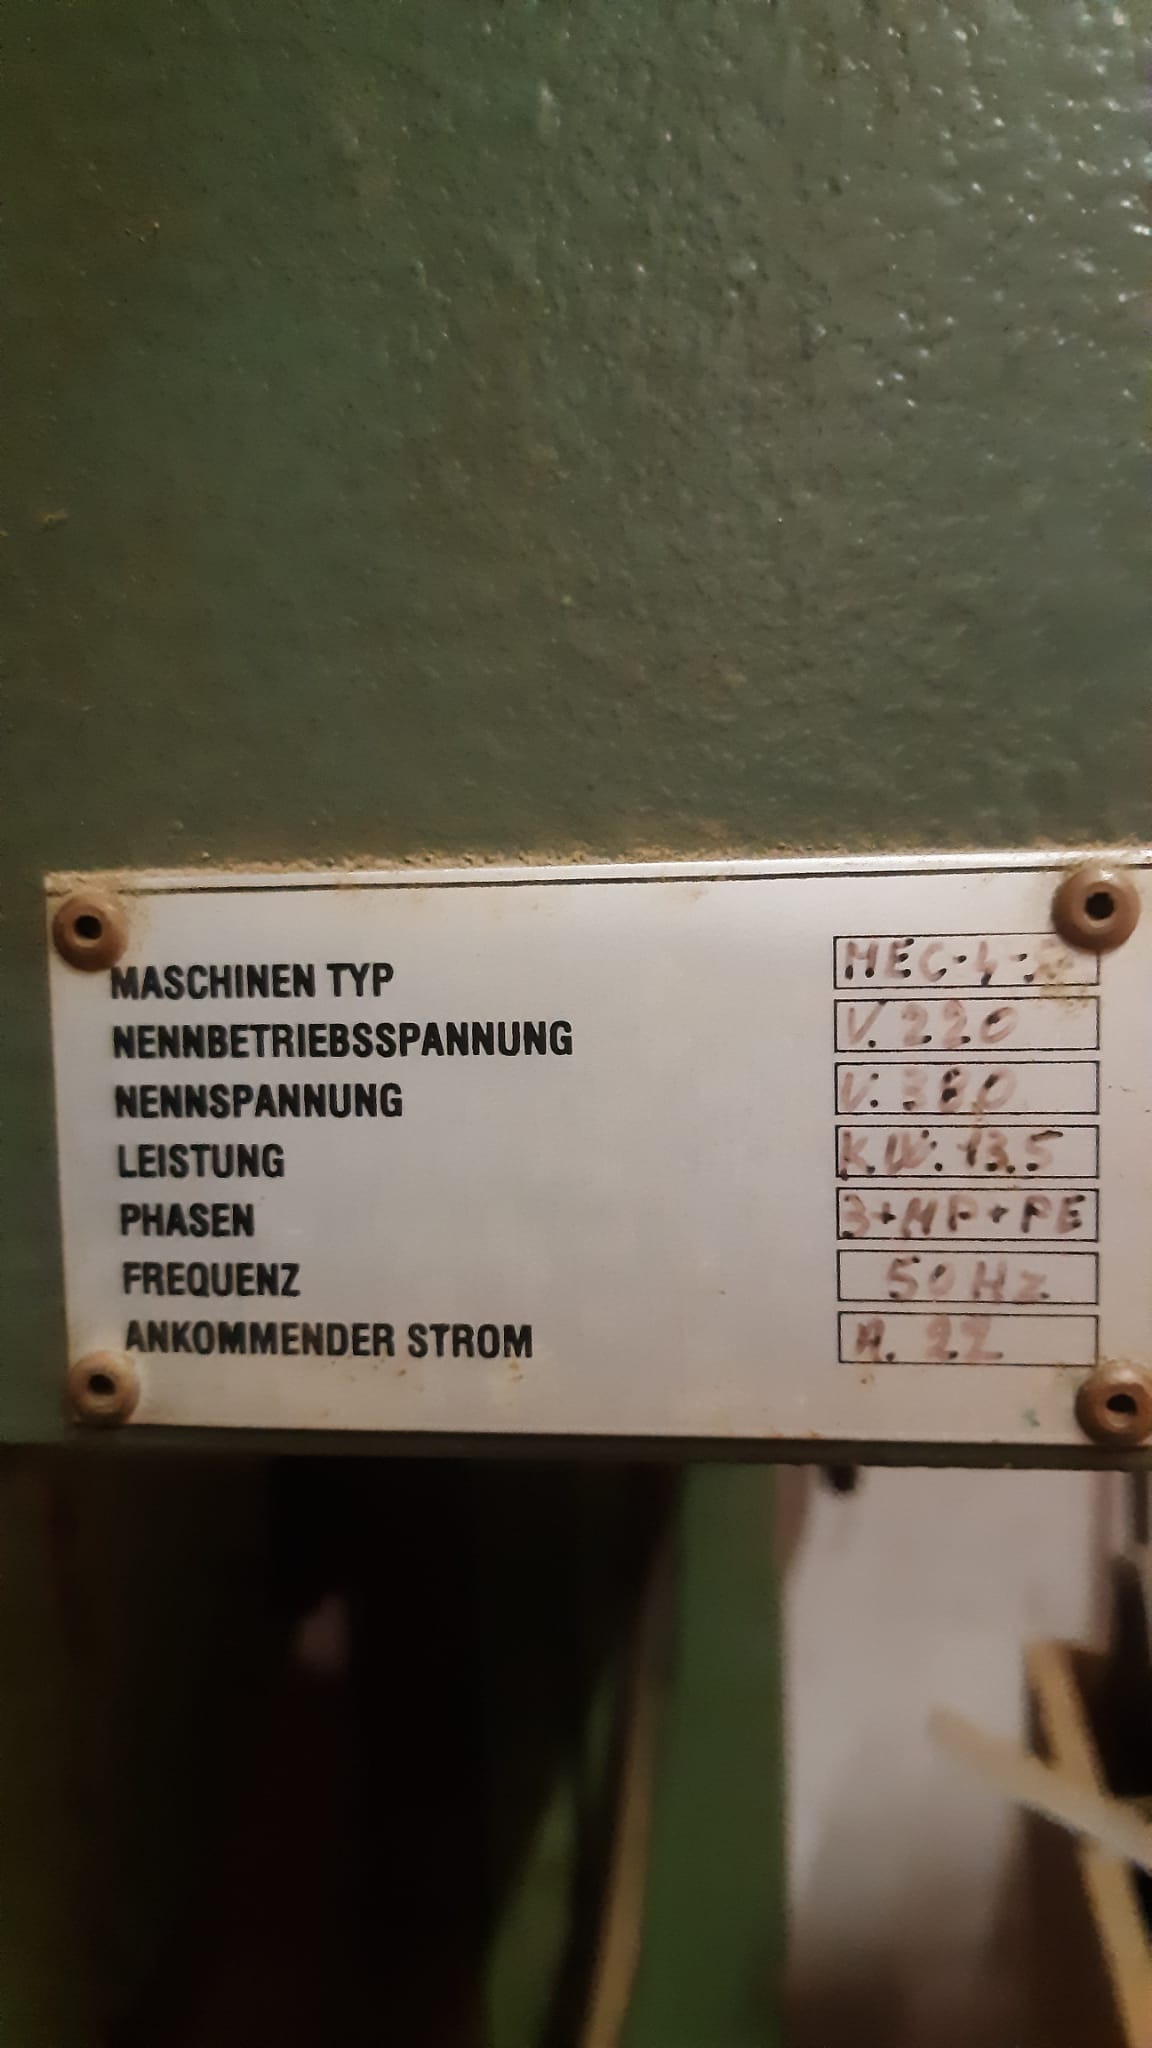 MASCHINEN TYP
NENNBETRIEBSSPANNUNG V. 220
NENNSPANNUNG V. 380
LEISTUNG K.W. 13.5
PHASEN 3+MP+PE
FREQUENZ 50 Hz
ANKOMMENDER STROM A. 22